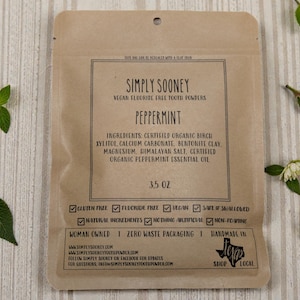 SIMPLY SOONEY
VEGAN FLUORIDE FREE TOOTH POWDERS
PEPPERMINT
INGREDIENTS: CERTIFIED ORGANIC BIRCH
XYLITOL, CALCIUM CARBONATE, BENTONITE CLAY,
MAGNESIUM, HIMALAYAN SALT, CERTIFIED
ORGANIC PEPPERMINT ESSENTIAL OIL
3.5 OZ
GLUTEN FREE FLUORIDE FREE VEGAN SAFE IF SWALLOWED
NATURAL INGREDIENTS NOTHING ARTIFICIAL NON-FOAMING
WOMAN OWNED | ZERO WASTE PACKAGING | HANDMADE IN
Texas
SHOP LOCAL